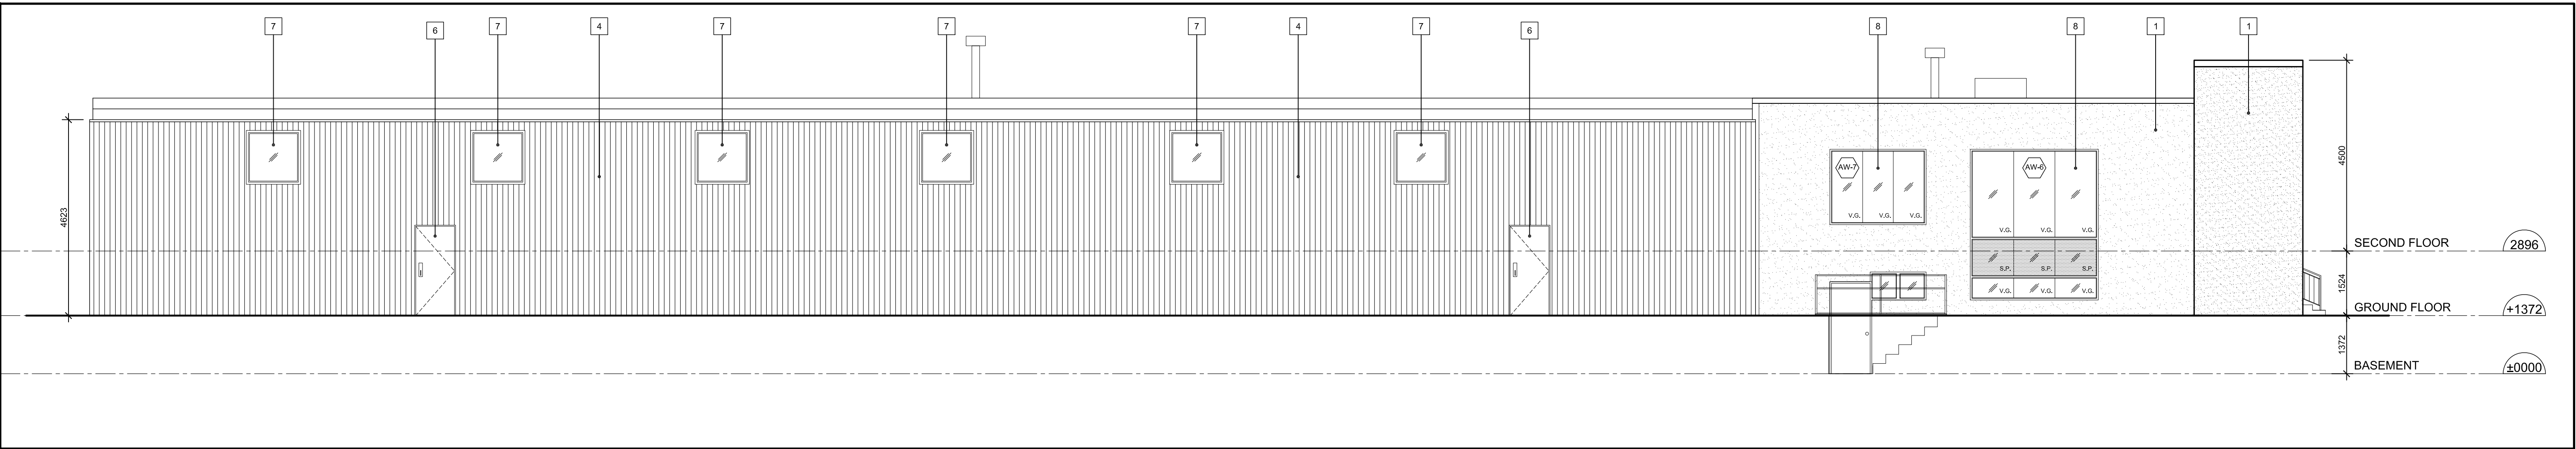 7
6
7
4
7
7
7
4
7
6
8
8
1
1
4623
4500
AW-7
AW-6
V.G. V.G. V.G.
V.G. V.G. V.G.
SECOND FLOOR 2896
S.P. S.P. S.P.
1524
V.G. V.G. V.G.
GROUND FLOOR +1372
1372
BASEMENT ±0000